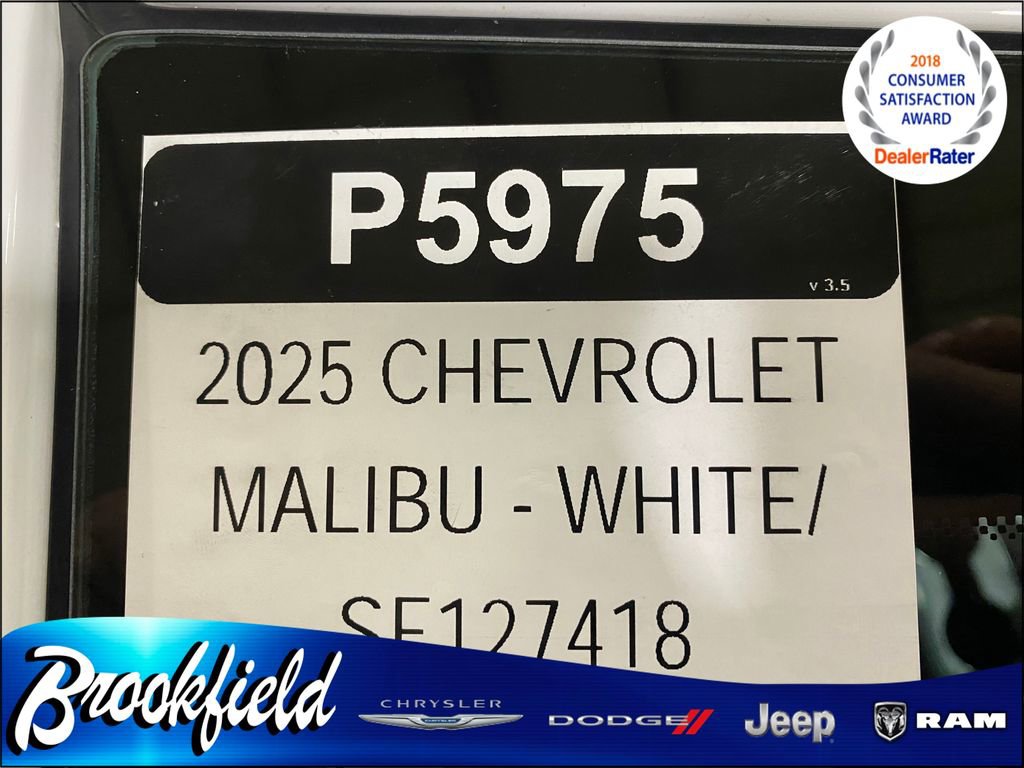 2018
CONSUMER
SATISFACTION
AWARD
DealerRater
P5975
v 3.5
2025 CHEVROLET
MALIBU - WHITE/
SF127418
Brookfield
CHRYSLER
DODGE
Jeep
RAM